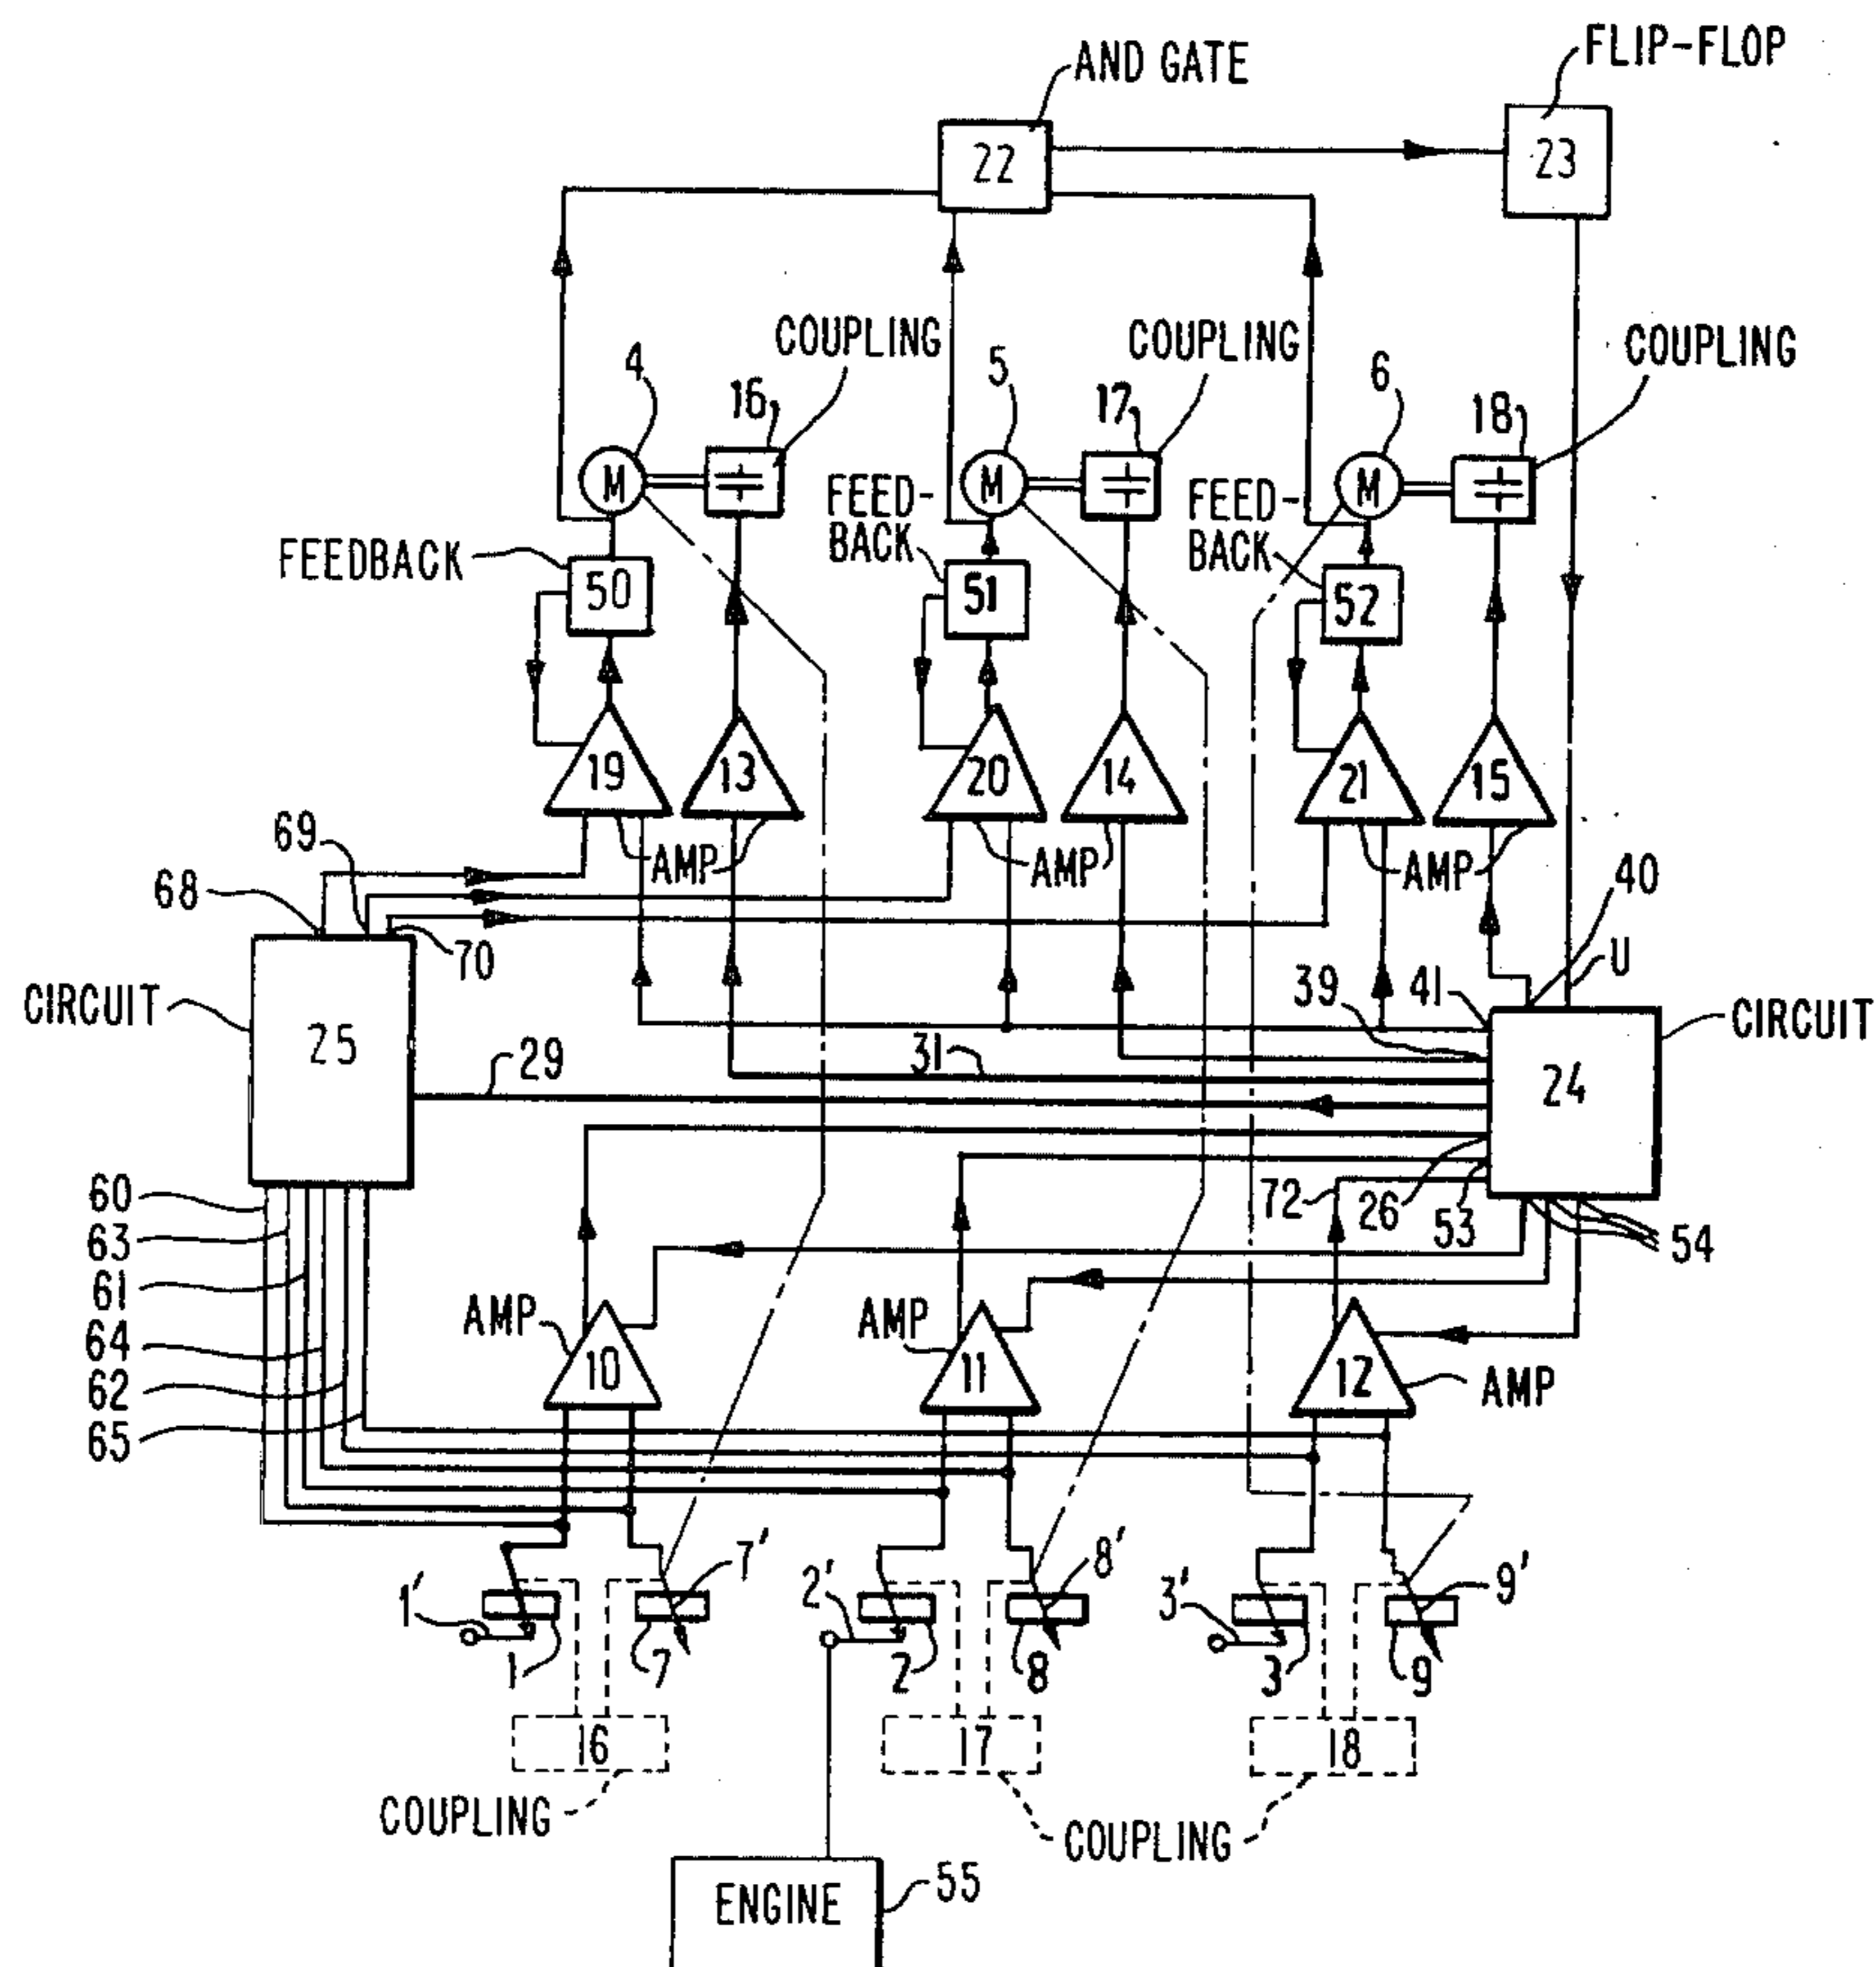 FLIP-FLOP
AND GATE
22
23
COUPLING
COUPLING
COUPLING
4
5
6
16
17
18
M
M
M
FEED-
BACK
FEED-
BACK
FEEDBACK
50
51
52
19
13
20
14
21
15
69
AMP
AMP
AMP
68
40
70
U
39
41
CIRCUIT
25
CIRCUIT
29
31
24
60
72
26
53
54
63
61
AMP
AMP
64
10
11
12
AMP
62
65
1'
7'
2'
8'
3'
9'
1
7
2
8
3
9
16
17
18
COUPLING
COUPLING
ENGINE
55